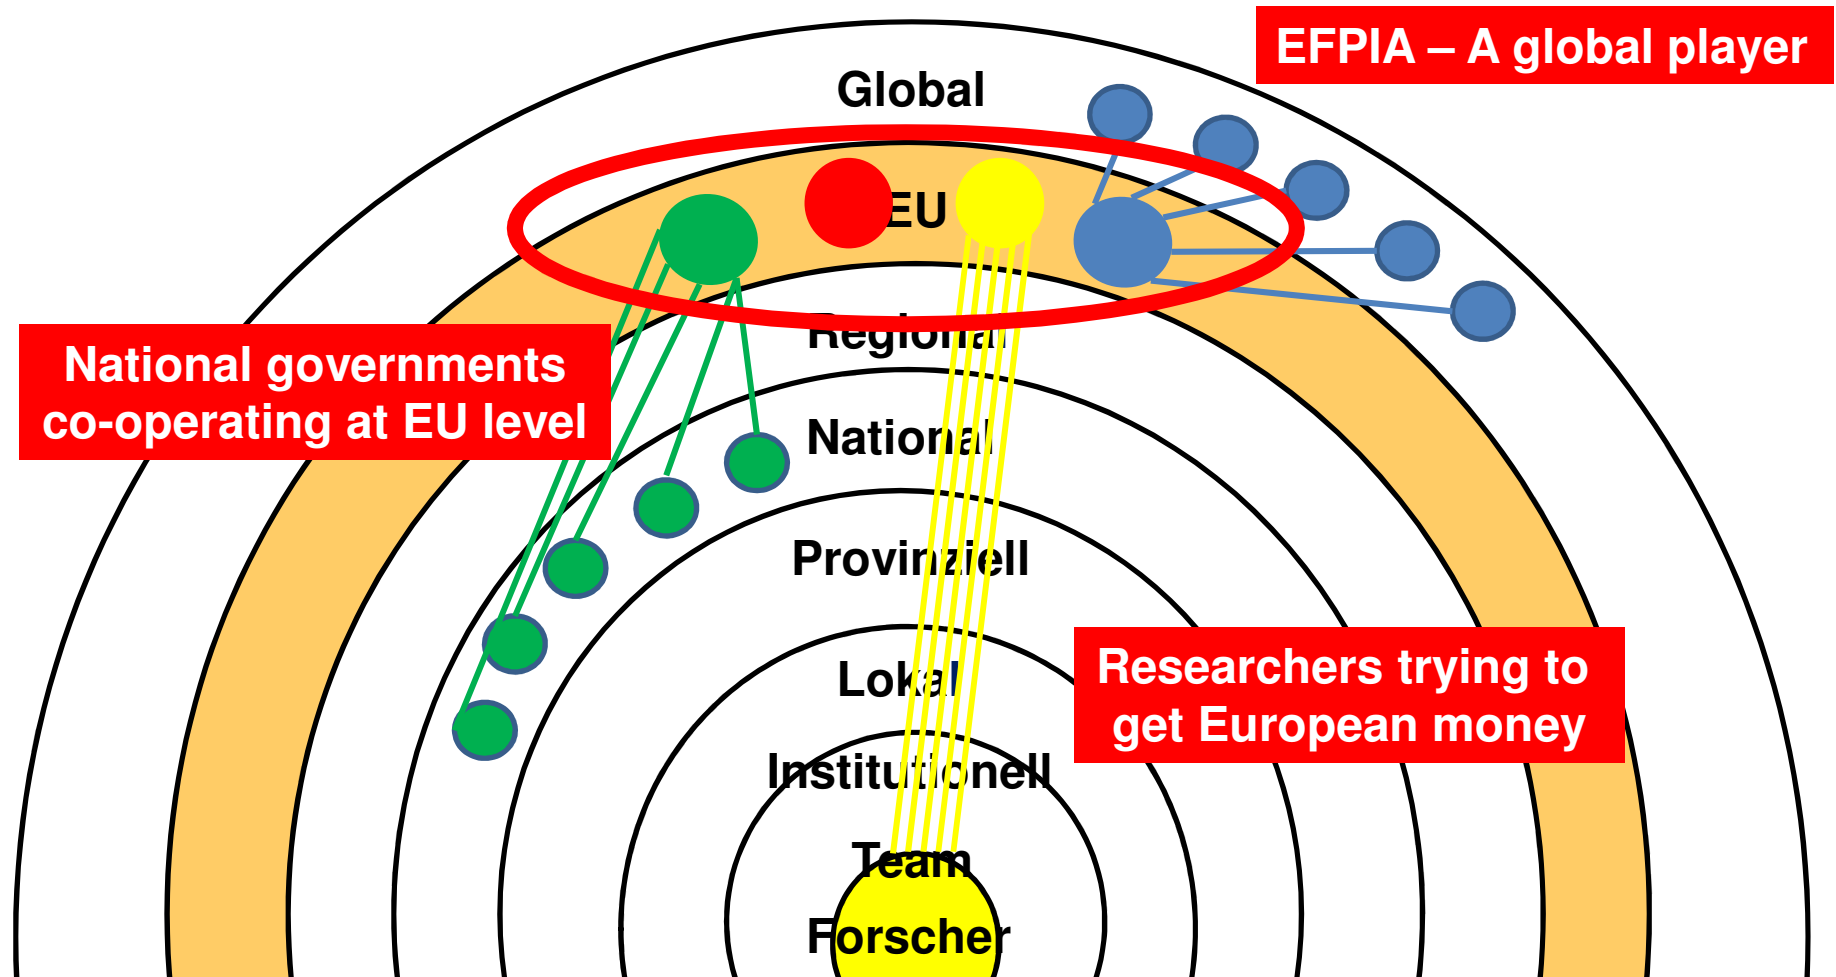 EFPIA – A global player
Global
EU
Regional
National governments
co-operating at EU level
National
Provinziell
Researchers trying to
get European money
Lokal
Institutionell
Team
Forscher